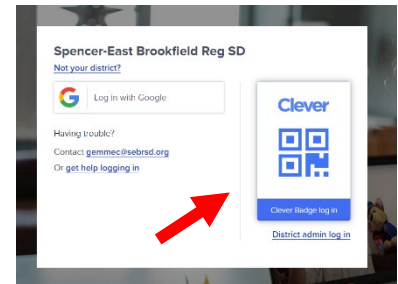 Spencer-East Brookfield Reg SD
Not your district?
Log in with Google
Having trouble?
Contact gemmec@sebrsd.org
Or get help logging in
Clever
Clever Badge log in
District admin log in